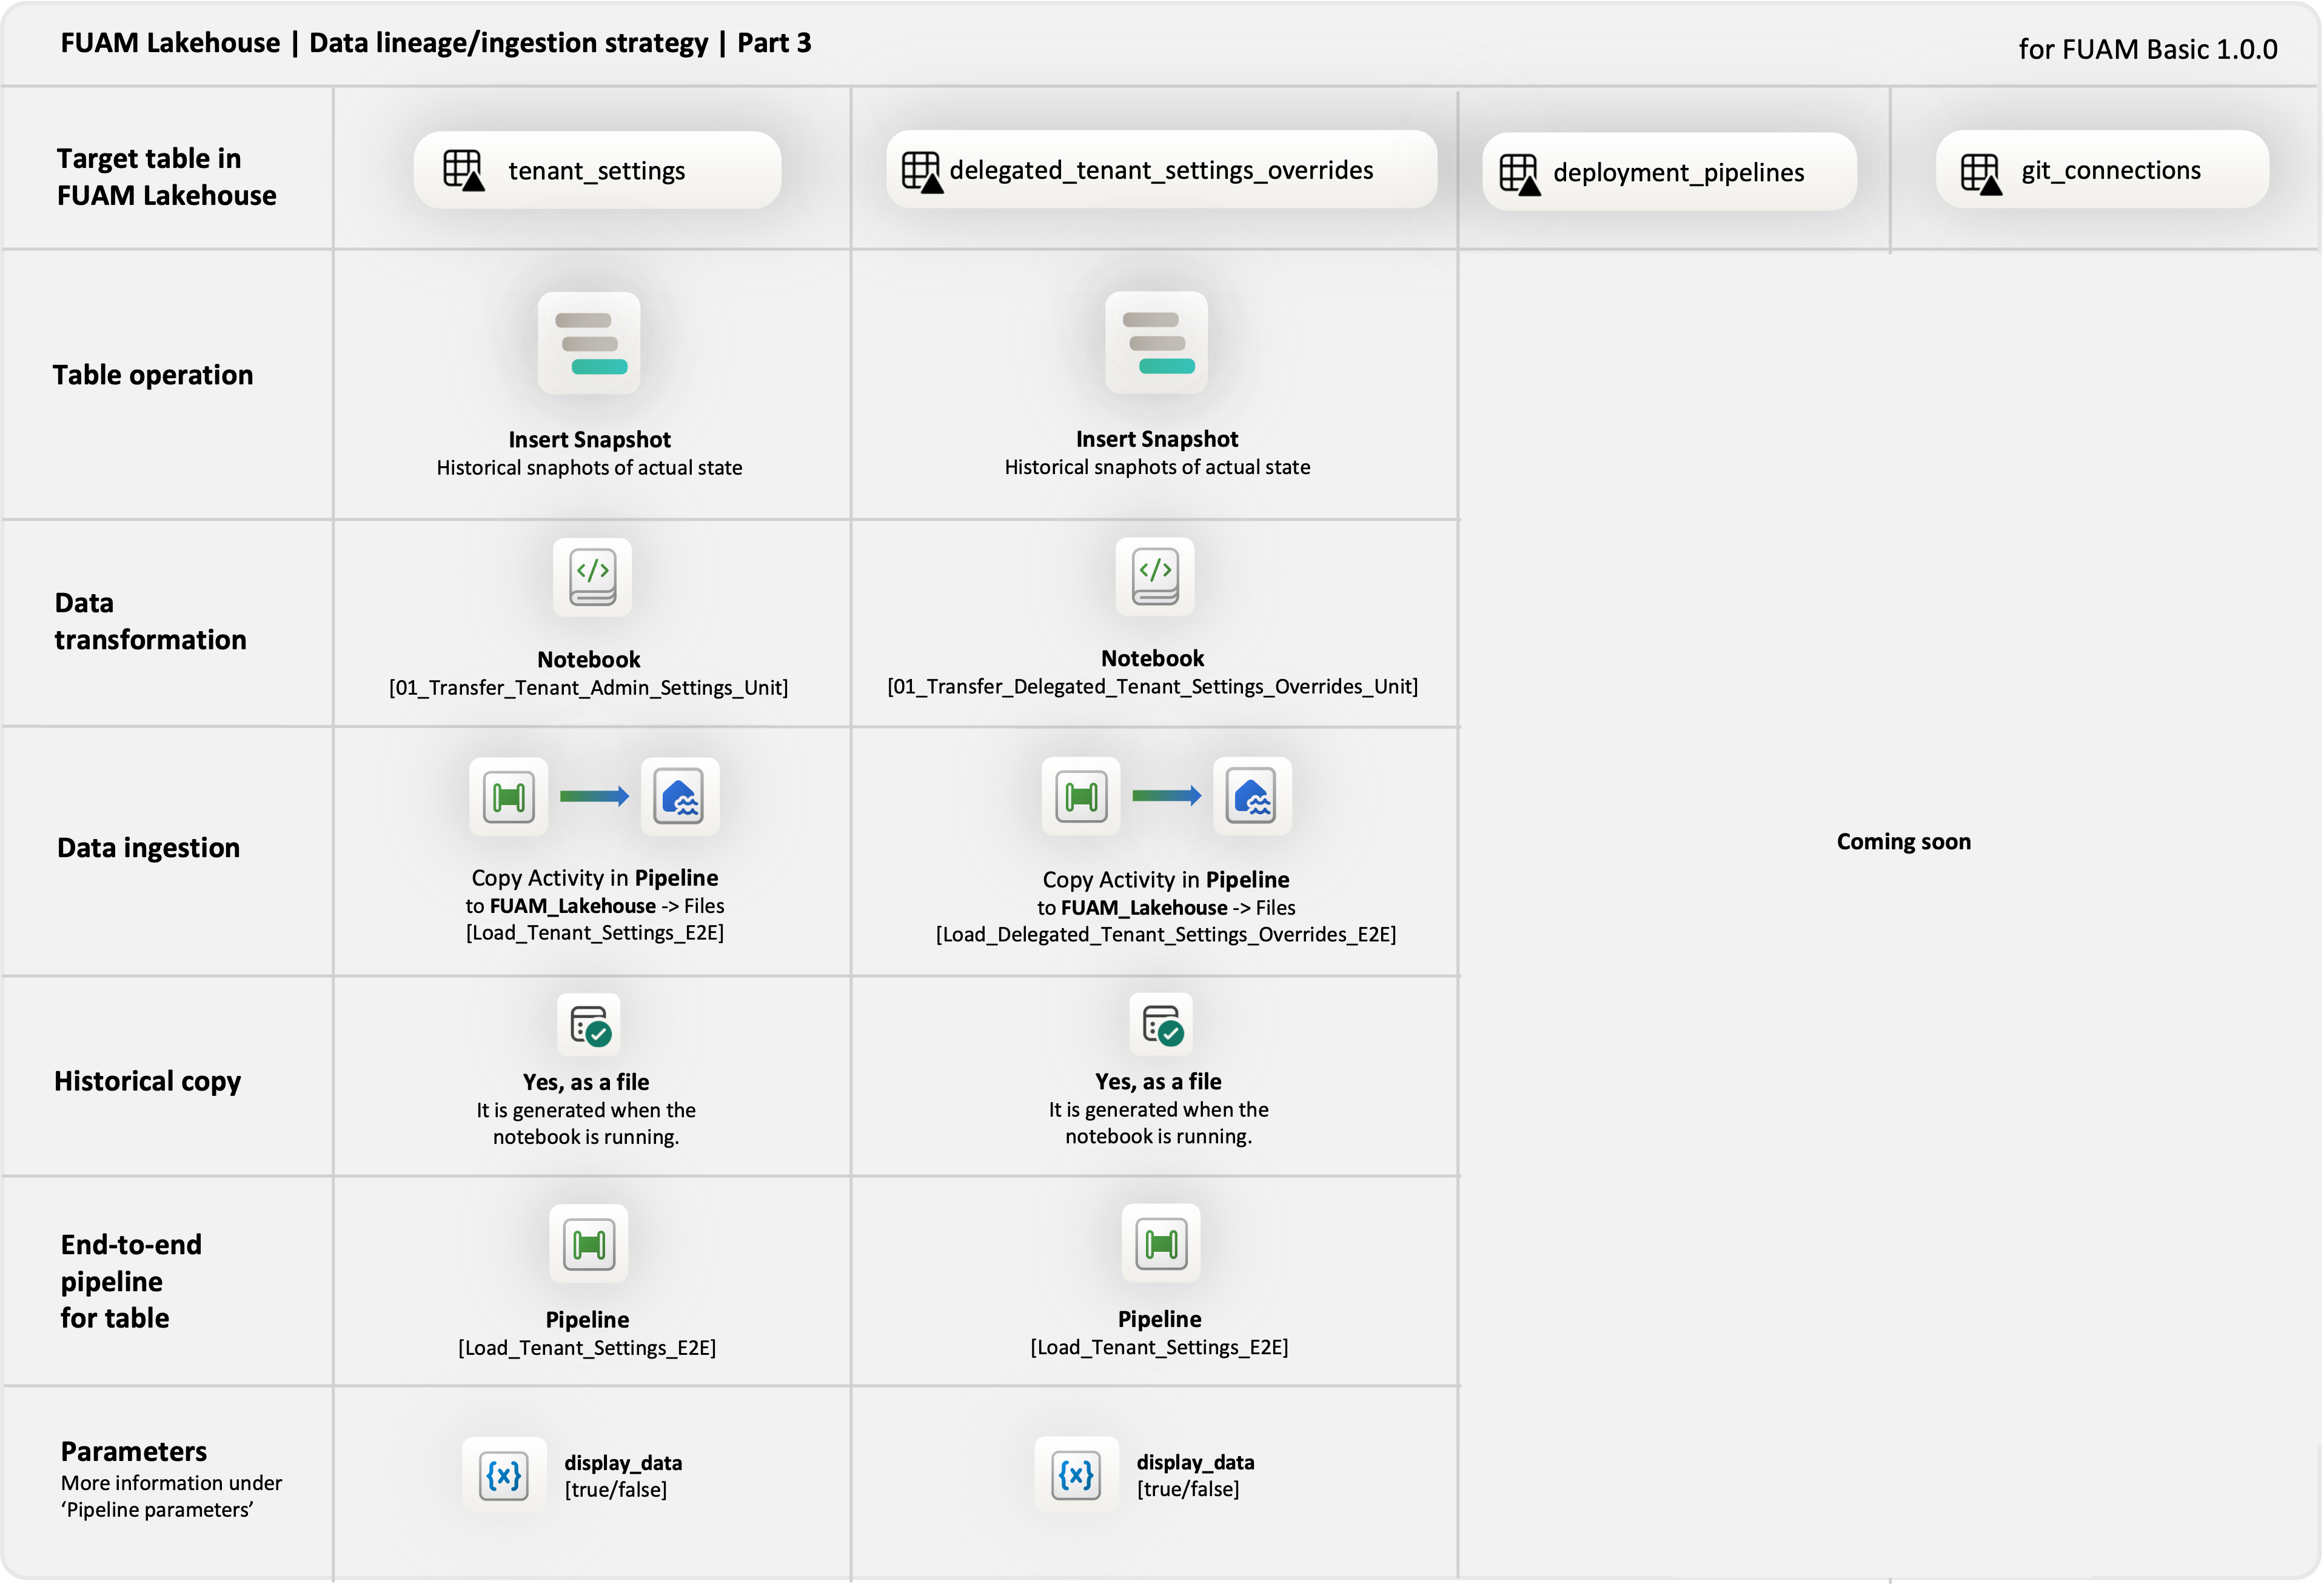 FUAM Lakehouse | Data lineage/ingestion strategy | Part 3
for FUAM Basic 1.0.0
Target table in
FUAM Lakehouse
tenant_settings
delegated_tenant_settings_overrides
deployment_pipelines
git_connections
Table operation
Insert Snapshot
Historical snaphots of actual state
Insert Snapshot
Historical snaphots of actual state
Data
transformation
Notebook
[01_Transfer_Tenant_Admin_Settings_Unit]
Notebook
[01_Transfer_Delegated_Tenant_Settings_Overrides_Unit]
Data ingestion
Copy Activity in Pipeline
to FUAM_Lakehouse -> Files
[Load_Tenant_Settings_E2E]
Copy Activity in Pipeline
to FUAM_Lakehouse -> Files
[Load_Delegated_Tenant_Settings_Overrides_E2E]
Coming soon
Historical copy
Yes, as a file
It is generated when the
notebook is running.
Yes, as a file
It is generated when the
notebook is running.
End-to-end
pipeline
for table
Pipeline
[Load_Tenant_Settings_E2E]
Pipeline
[Load_Tenant_Settings_E2E]
Parameters
More information under
‘Pipeline parameters’
{x}
display_data
[true/false]
{x}
display_data
[true/false]